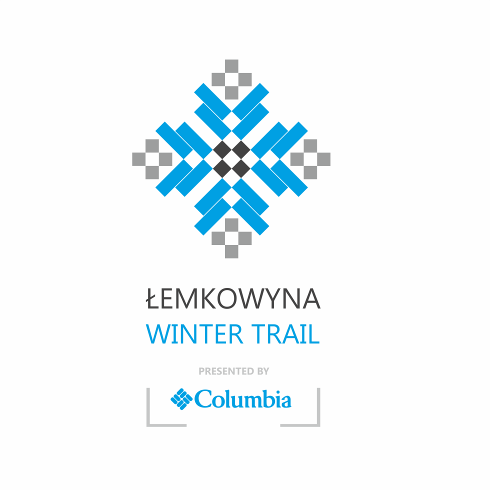 ŁEMKOWYNA
WINTER TRAIL
PRESENTED BY
Columbia